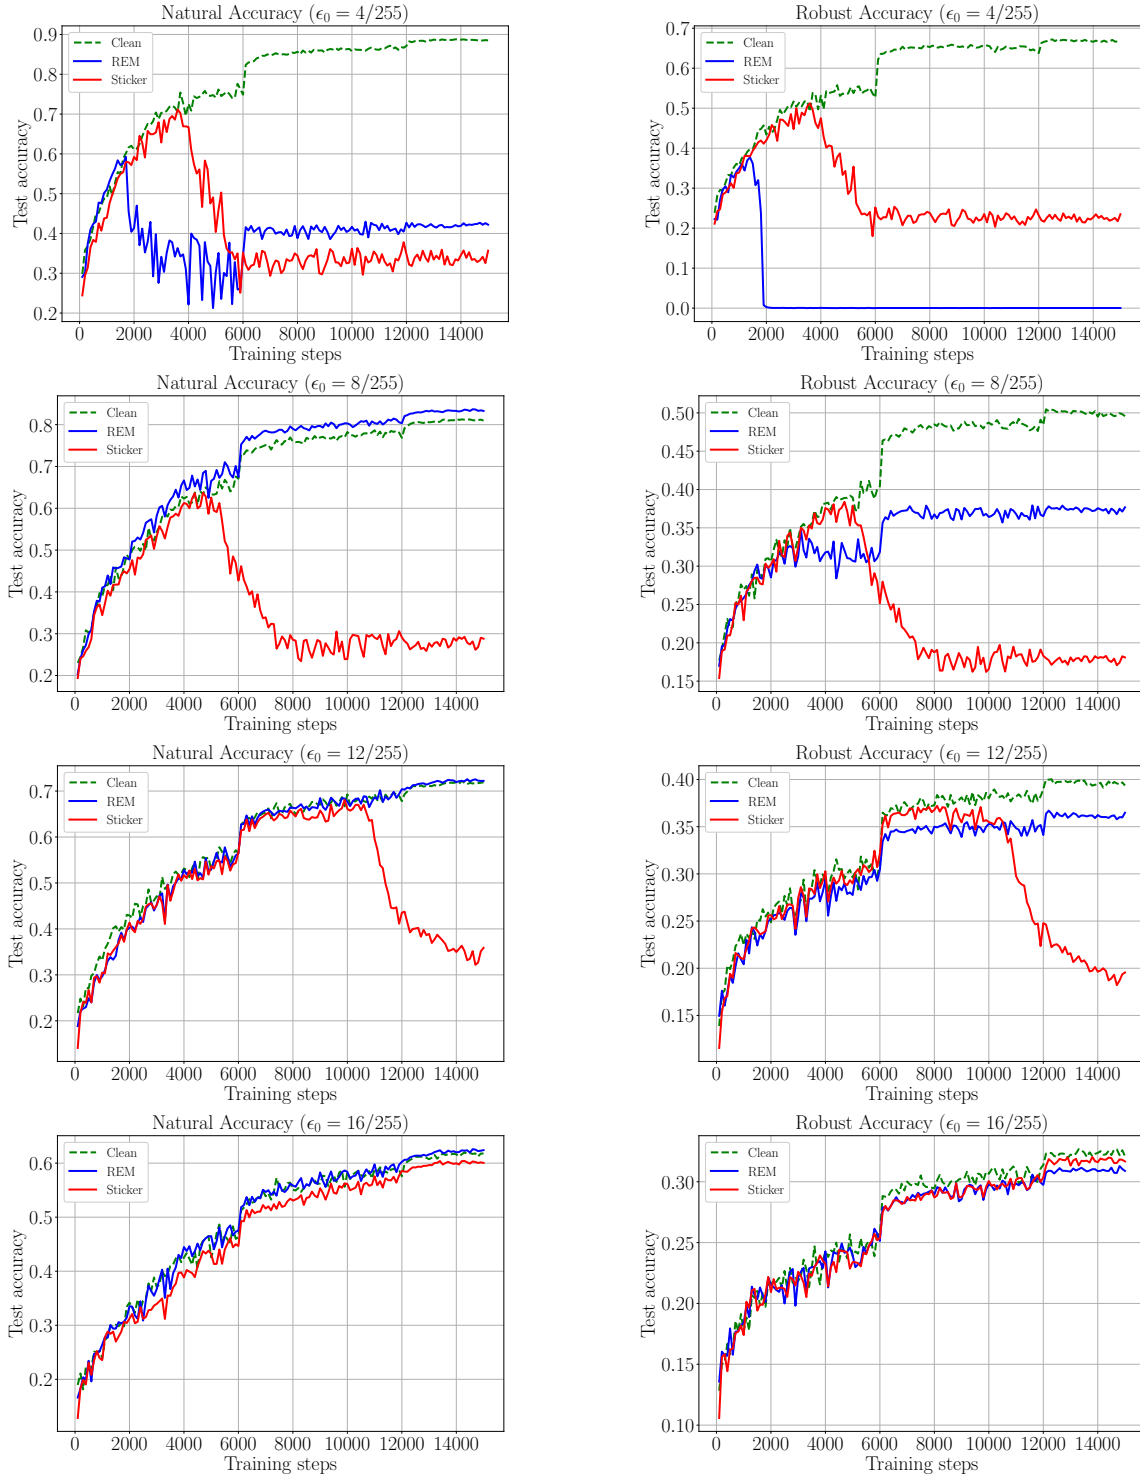 Natural Accuracy (ϵ₀ = 4/255)
Clean
REM
Sticker
Test accuracy
0.9
0.8
0.7
0.6
0.5
0.4
0.3
0.2
0 2000 4000 6000 8000 10000 12000 14000
Training steps
Robust Accuracy (ϵ₀ = 4/255)
Clean
REM
Sticker
Test accuracy
0.7
0.6
0.5
0.4
0.3
0.2
0.1
0.0
0 2000 4000 6000 8000 10000 12000 14000
Training steps
Natural Accuracy (ϵ₀ = 8/255)
Clean
REM
Sticker
Test accuracy
0.8
0.7
0.6
0.5
0.4
0.3
0.2
0 2000 4000 6000 8000 10000 12000 14000
Training steps
Robust Accuracy (ϵ₀ = 8/255)
Clean
REM
Sticker
Test accuracy
0.50
0.45
0.40
0.35
0.30
0.25
0.20
0.15
0 2000 4000 6000 8000 10000 12000 14000
Training steps
Natural Accuracy (ϵ₀ = 12/255)
Clean
REM
Sticker
Test accuracy
0.7
0.6
0.5
0.4
0.3
0.2
0 2000 4000 6000 8000 10000 12000 14000
Training steps
Robust Accuracy (ϵ₀ = 12/255)
Clean
REM
Sticker
Test accuracy
0.40
0.35
0.30
0.25
0.20
0.15
0 2000 4000 6000 8000 10000 12000 14000
Training steps
Natural Accuracy (ϵ₀ = 16/255)
Clean
REM
Sticker
Test accuracy
0.6
0.5
0.4
0.3
0.2
0 2000 4000 6000 8000 10000 12000 14000
Training steps
Robust Accuracy (ϵ₀ = 16/255)
Clean
REM
Sticker
Test accuracy
0.30
0.25
0.20
0.15
0.10
0 2000 4000 6000 8000 10000 12000 14000
Training steps